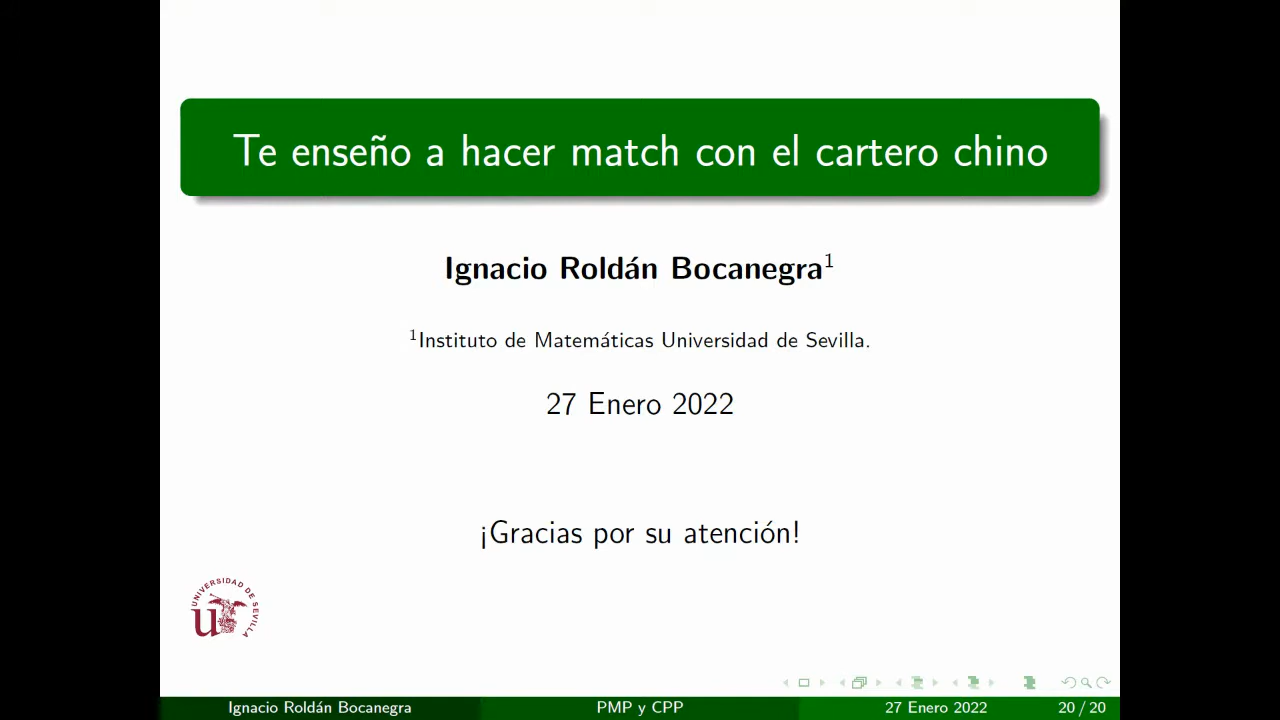 Te enseño a hacer match con el cartero chino
Ignacio Roldán Bocanegra¹
¹Instituto de Matemáticas Universidad de Sevilla.
27 Enero 2022
¡Gracias por su atención!
UNIVERSIDAD DE SEVILLA
u
Ignacio Roldán Bocanegra PMP y CPP 27 Enero 2022 20 / 20